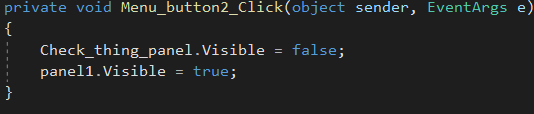 private void Menu_button2_Click(object sender, EventArgs e)
{
Check_thing_panel.Visible = false;
panel1.Visible = true;
}